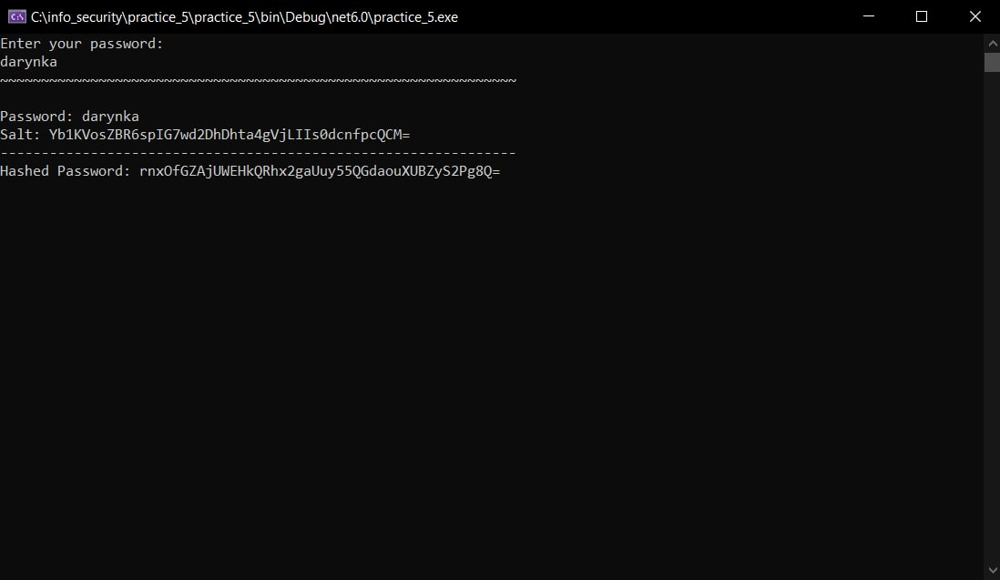 C:\info_security\practice_5\practice_5\bin\Debug\net6.0\practice_5.exe
Enter your password:
darynka
~~~~~~~~~~~~~~~~~~~~~~~~~~~~~~~~~~~~~~~~~~~~~~~~~~~~~~~~~~~~~~~
Password: darynka
Salt: Yb1KVosZBR6spIG7wd2DhDhta4gVjLIIs0dcnfpcQCM=
---------------------------------------------------------------
Hashed Password: rnxOfGZAjUWEHkQRhx2gaUuy55QGdaouXUBZyS2Pg8Q=